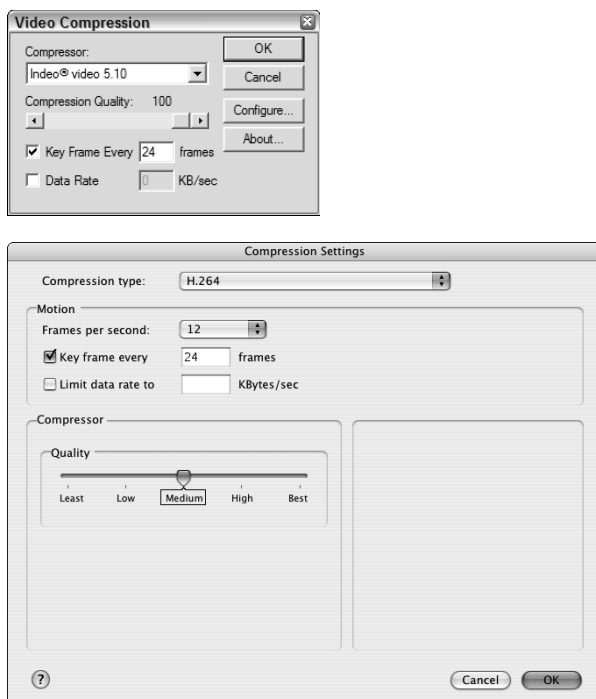 Video Compression
Compressor:
Indeo® video 5.10
OK
Cancel
Compression Quality: 100
Configure...
About...
Key Frame Every 24 frames
Data Rate 0 KB/sec
Compression Settings
Compression type: H.264
Motion
Frames per second: 12
Key frame every 24 frames
Limit data rate to KBytes/sec
Compressor
Quality
Least Low Medium High Best
? Cancel OK